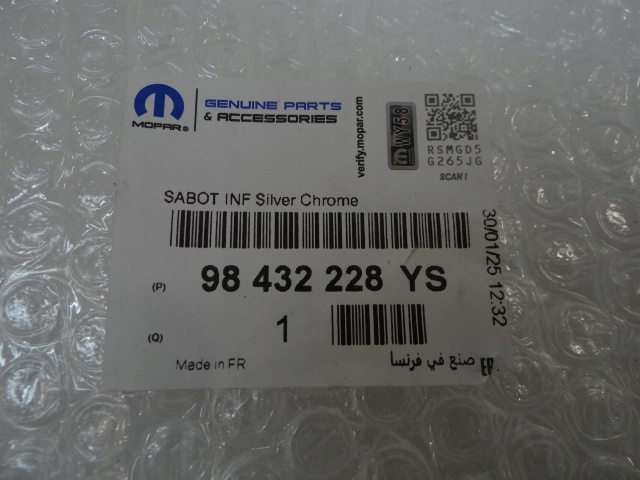 MOPAR®
GENUINE PARTS
& ACCESSORIES
verify.mopar.com
WY58
RSMGD5
G265JG
SCAN!
SABOT INF Silver Chrome
(P) 98 432 228 YS
(Q) 1
30/01/25 12:32
Made in FR
صنع في فرنسا